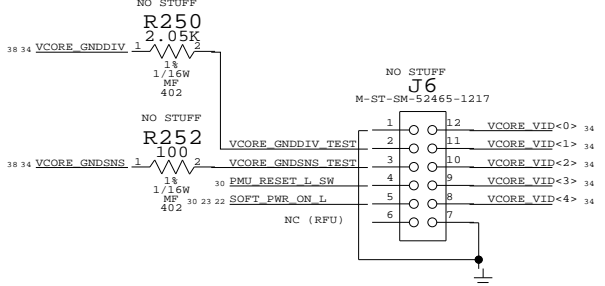 NO STUFF
R250
2.05K
38 34 VCORE_GNDDIV 1 2
1%
1/16W
MF
402
NO STUFF
R252
100
38 34 VCORE_GNDSNS 1 2
1%
1/16W
MF
402
NO STUFF
J6
M-ST-SM-52465-1217
1 12 VCORE_VID<0> 34
VCORE_GNDDIV_TEST 2 11 VCORE_VID<1> 34
VCORE_GNDSNS_TEST 3 10 VCORE_VID<2> 34
30 PMU_RESET_L_SW 4 9 VCORE_VID<3> 34
30 23 22 SOFT_PWR_ON_L 5 8 VCORE_VID<4> 34
NC (RFU) 6 7